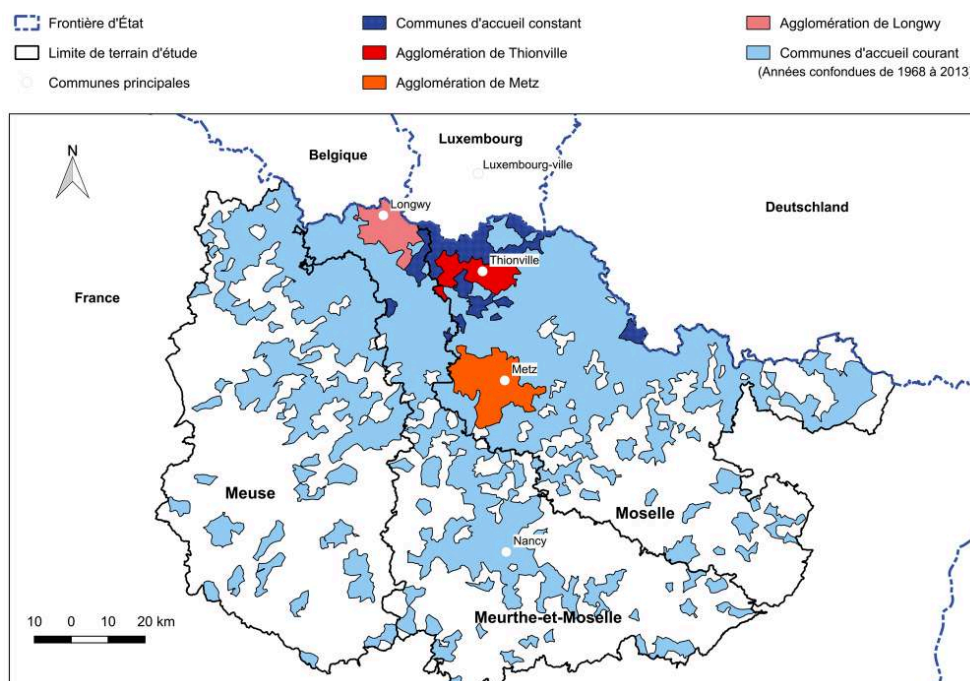 Frontière d'État
Limite de terrain d'étude
Communes principales
Communes d'accueil constant
Agglomération de Thionville
Agglomération de Metz
Agglomération de Longwy
Communes d'accueil courant
(Années confondues de 1968 à 2013)
N
Belgique
Luxembourg
Luxembourg-ville
Deutschland
Longwy
Thionville
France
Metz
Meuse
Moselle
Nancy
Meurthe-et-Moselle
10 0 10 20 km